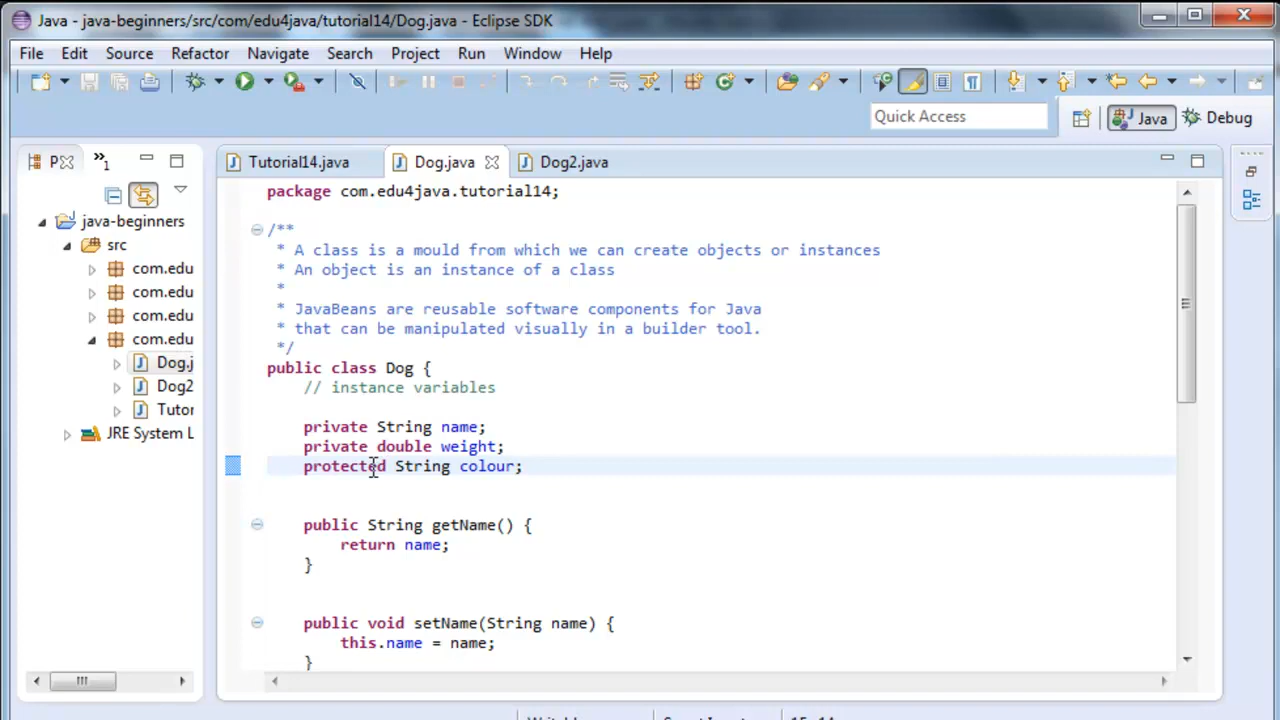 Java - java-beginners/src/com/edu4java/tutorial14/Dog.java - Eclipse SDK
File Edit Source Refactor Navigate Search Project Run Window Help
Quick Access
Java
Debug
P
»1
Tutorial14.java
Dog.java
Dog2.java
java-beginners
src
com.edu
com.edu
com.edu
com.edu
Dog.j
Dog2
Tutor
JRE System L
package com.edu4java.tutorial14;
/**
* A class is a mould from which we can create objects or instances
* An object is an instance of a class
*
* JavaBeans are reusable software components for Java
* that can be manipulated visually in a builder tool.
*/
public class Dog {
// instance variables
private String name;
private double weight;
protected String colour;
public String getName() {
return name;
}
public void setName(String name) {
this.name = name;
}